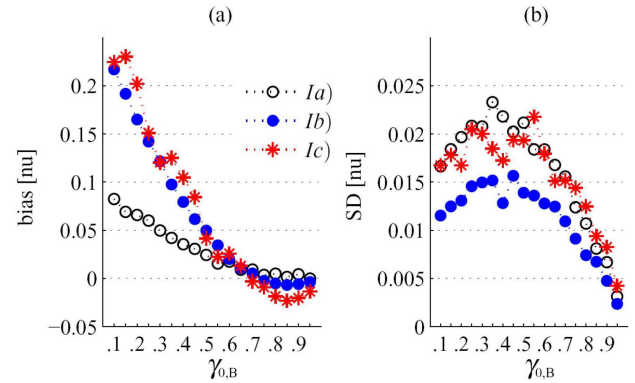 (a)
(b)
bias [nu]
0.2
0.15
0.1
0.05
0
−0.05
Ia)
Ib)
Ic)
.1 .2 .3 .4 .5 .6 .7 .8 .9
γ0,B
SD [nu]
0.025
0.02
0.015
0.01
0.005
0
.1 .2 .3 .4 .5 .6 .7 .8 .9
γ0,B